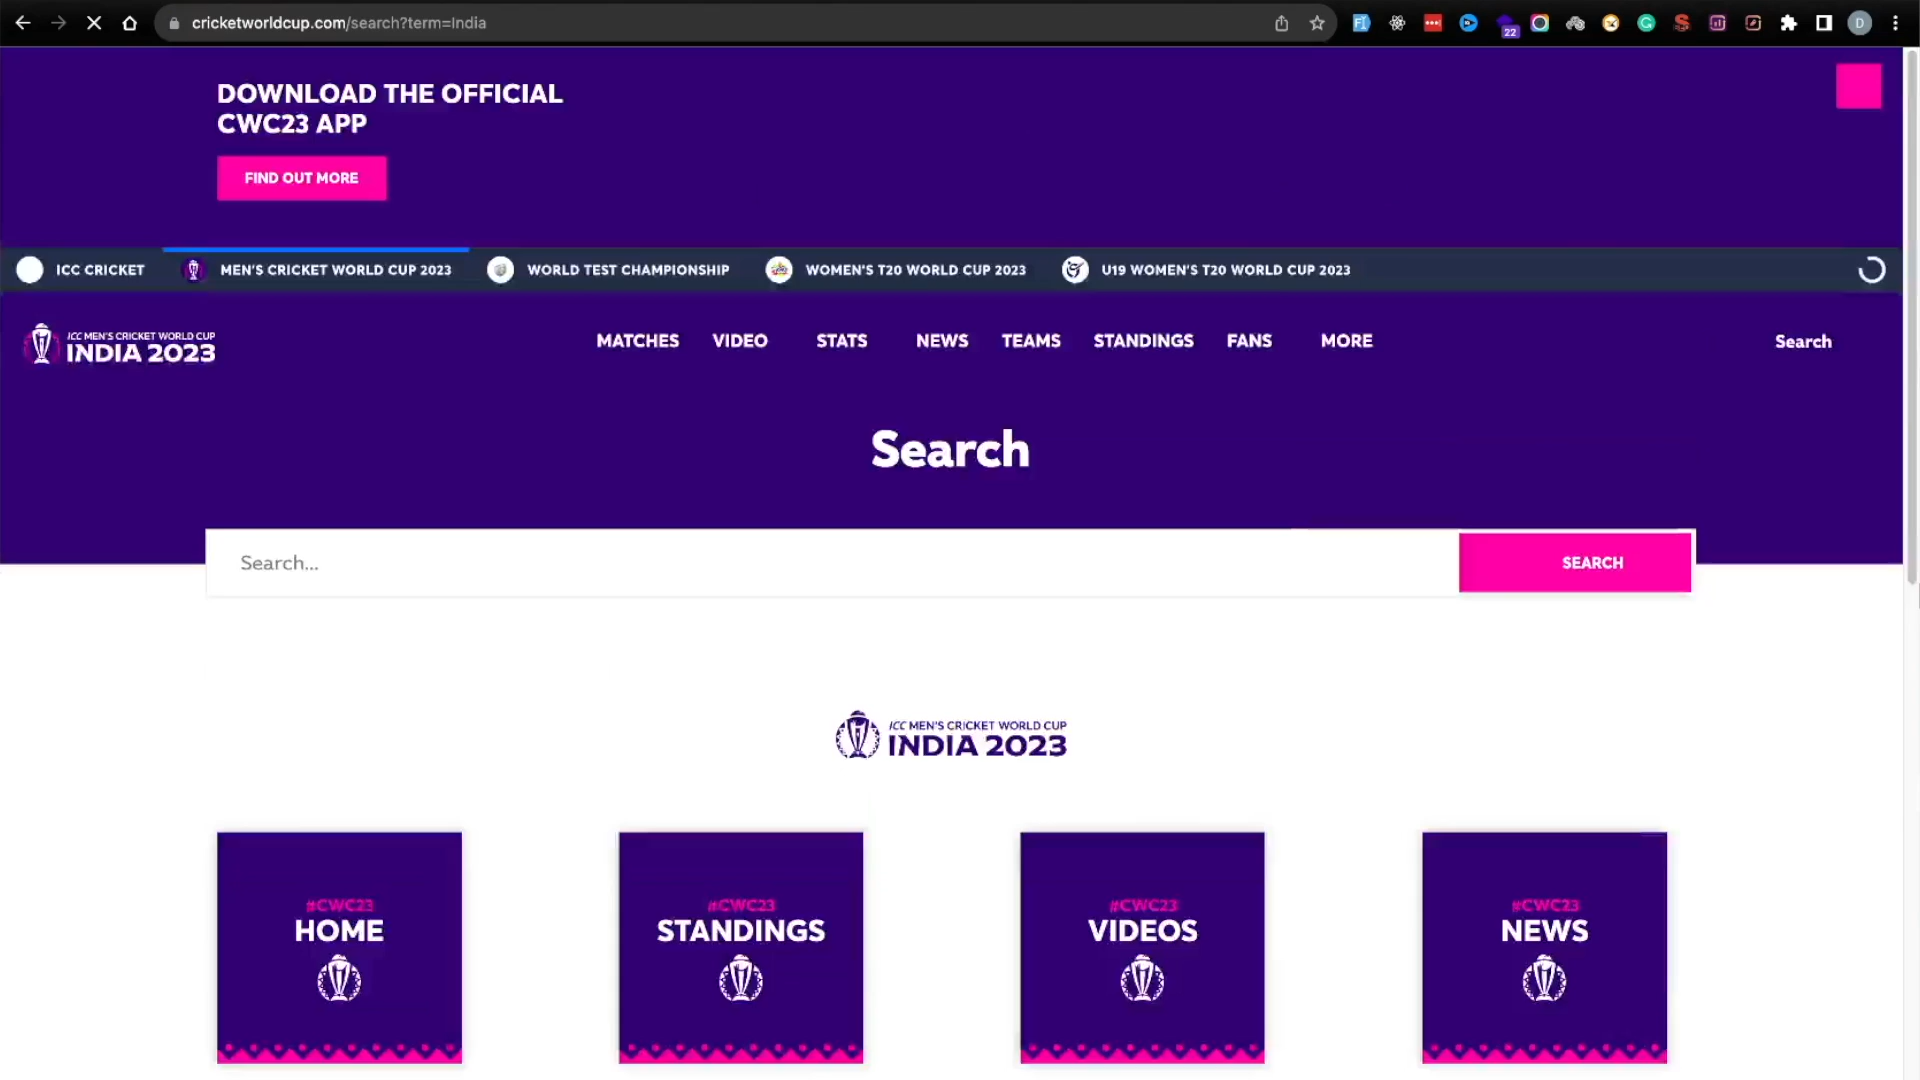 cricketworldcup.com/search?term=India
22
D
DOWNLOAD THE OFFICIAL
CWC23 APP
FIND OUT MORE
ICC CRICKET
MEN'S CRICKET WORLD CUP 2023
WORLD TEST CHAMPIONSHIP
WOMEN'S T20 WORLD CUP 2023
U19 WOMEN'S T20 WORLD CUP 2023
ICC MEN'S CRICKET WORLD CUP
INDIA 2023
MATCHES
VIDEO
STATS
NEWS
TEAMS
STANDINGS
FANS
MORE
Search
Search
Search...
SEARCH
ICC MEN'S CRICKET WORLD CUP
INDIA 2023
#CWC23
HOME
#CWC23
STANDINGS
#CWC23
VIDEOS
#CWC23
NEWS